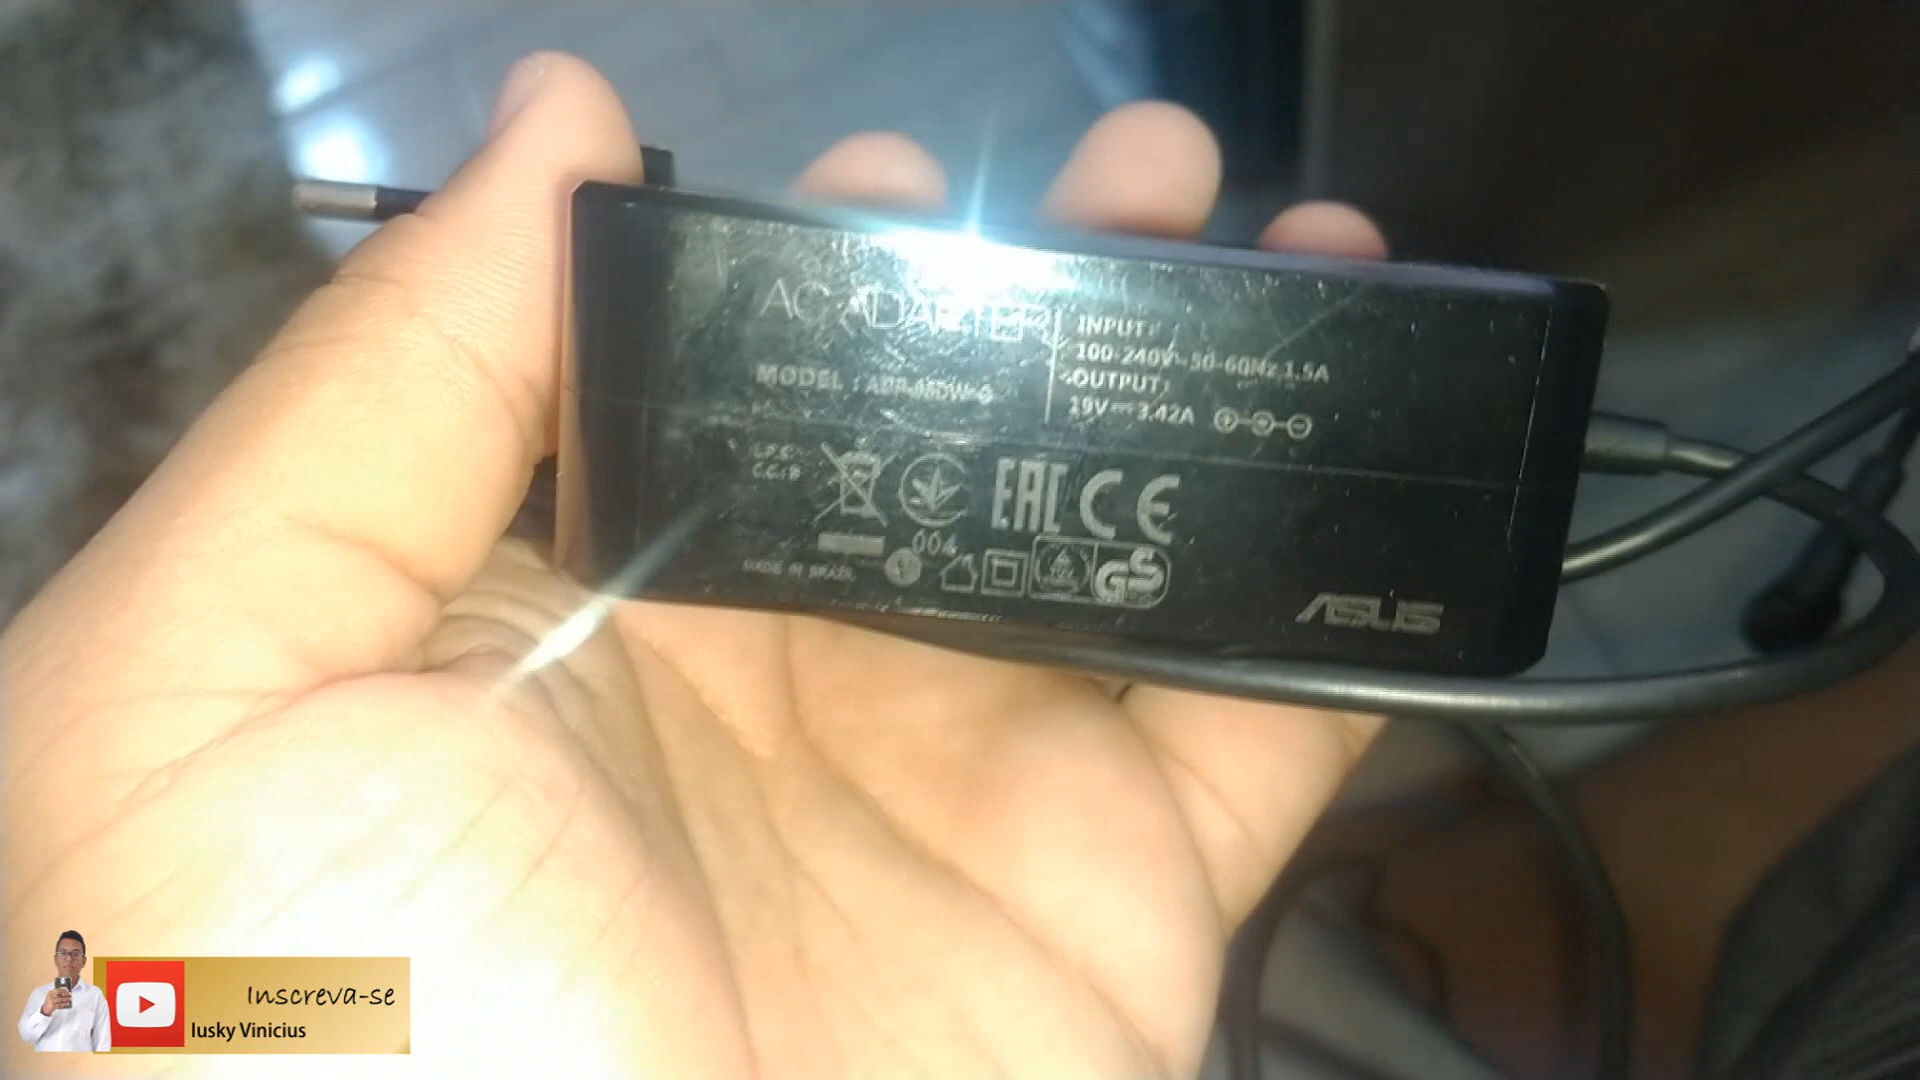 AC ADAPTER
MODEL :
INPUT:
100-240V~50-60Hz 1.5A
OUTPUT:
19V⎓3.42A
L.P.S.
C.C.: B
EAC CE
004
MADE IN BRAZIL
TÜV
GS
ASUS
Inscreva-se
Iusky Vinicius